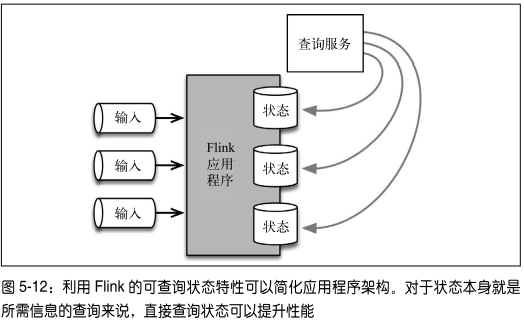 查询服务
输入
输入
输入
Flink
应用
程序
状态
状态
状态
图 5-12：利用 Flink 的可查询状态特性可以简化应用程序架构。对于状态本身就是
所需信息的查询来说，直接查询状态可以提升性能